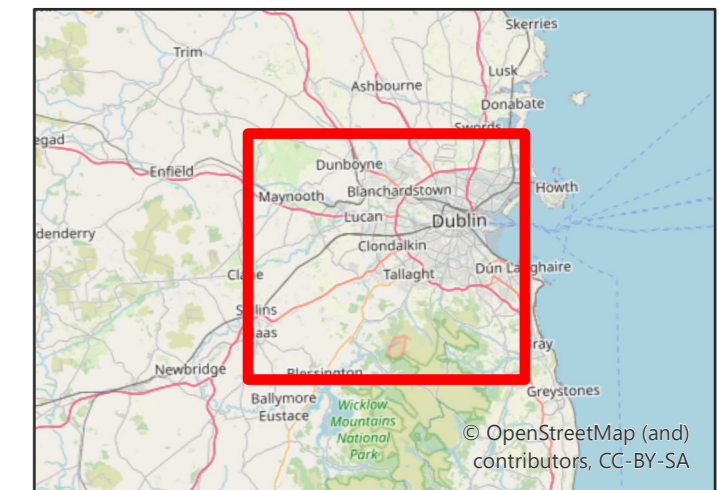 Skerries
Trim
Lusk
Ashbourne
Donabate
Swords
egad
Enfield
Dunboyne
Maynooth
Blanchardstown
Howth
Lucan
Dublin
denderry
Clondalkin
Clane
Tallaght
Dún Laoghaire
Sallins
Naas
Bray
Newbridge
Blessington
Ballymore
Eustace
Greystones
Wicklow
Mountains
National
Park
© OpenStreetMap (and)
contributors, CC-BY-SA